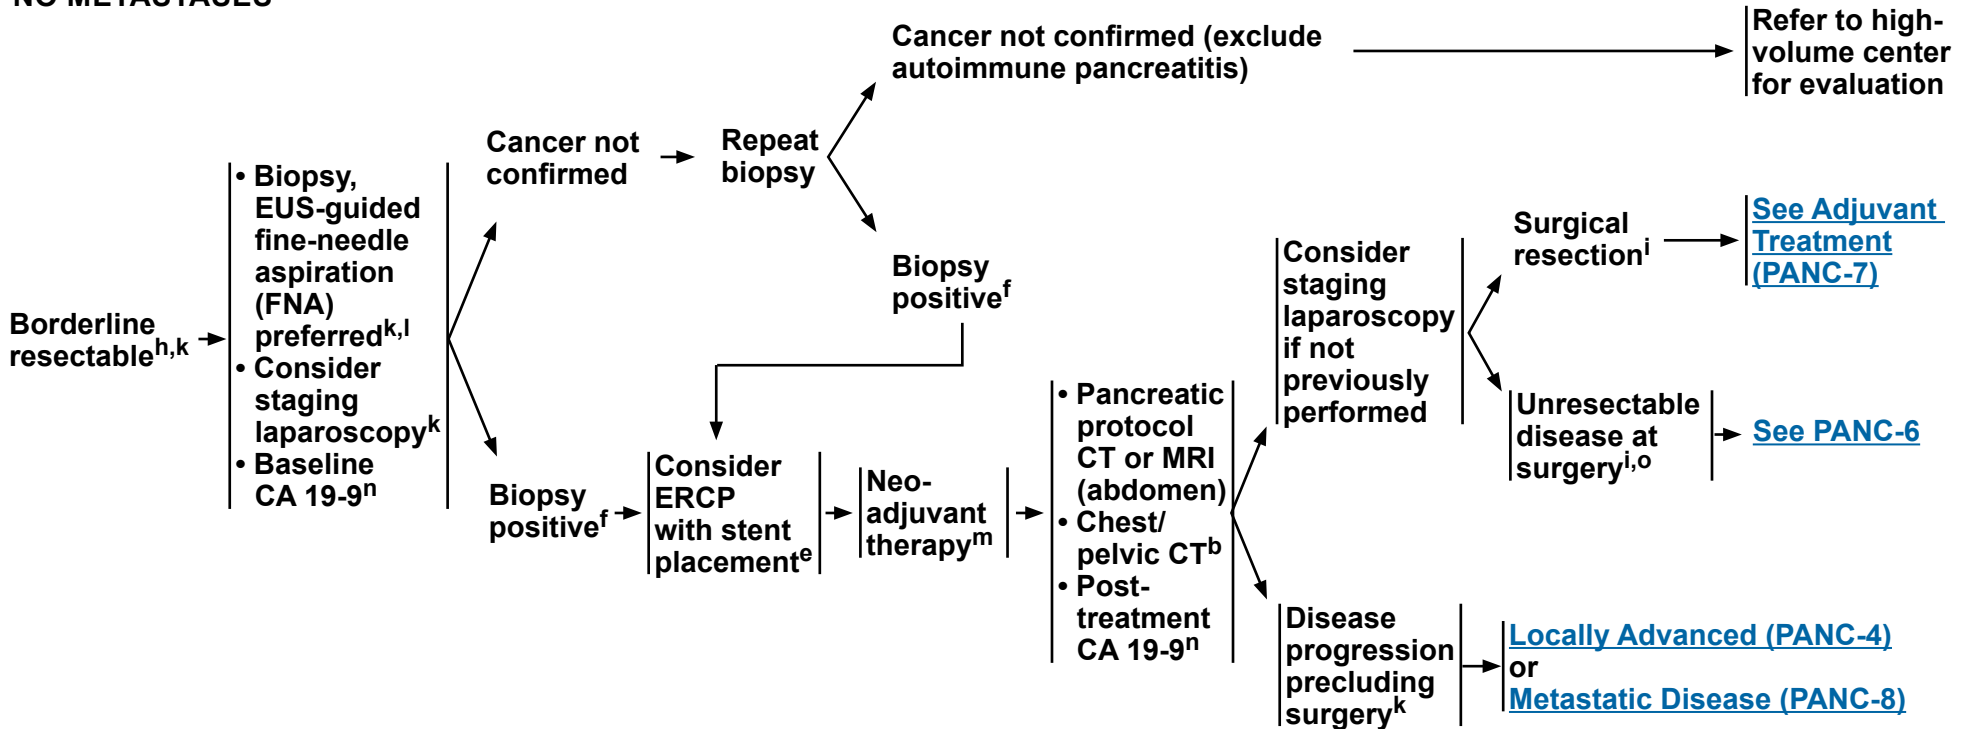 NO METASTASES
Borderline
resectableh,k
• Biopsy,
EUS-guided
fine-needle
aspiration
(FNA)
preferredk,l
• Consider
staging
laparoscopyk
• Baseline
CA 19-9n
Cancer not
confirmed
Repeat
biopsy
Cancer not confirmed (exclude
autoimmune pancreatitis)
Refer to high-
volume center
for evaluation
Biopsy
positivef
Biopsy
positivef
Consider
ERCP
with stent
placemente
Neo-
adjuvant
therapym
• Pancreatic
protocol
CT or MRI
(abdomen)
• Chest/
pelvic CTb
• Post-
treatment
CA 19-9n
Consider
staging
laparoscopy
if not
previously
performed
Surgical
resectioni
See Adjuvant
Treatment
(PANC-7)
Unresectable
disease at
surgeryi,o
See PANC-6
Disease
progression
precluding
surgeryk
Locally Advanced (PANC-4)
or
Metastatic Disease (PANC-8)